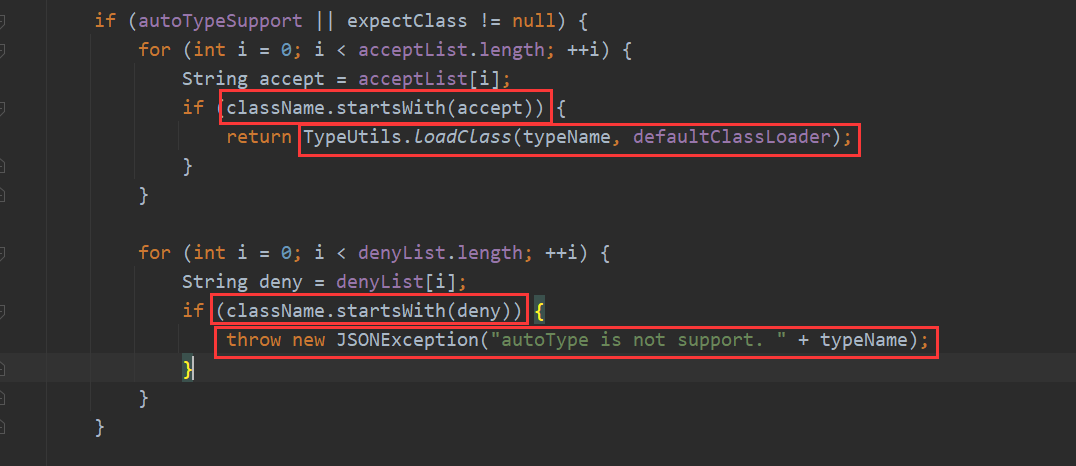 if (autoTypeSupport || expectClass != null) {
for (int i = 0; i < acceptList.length; ++i) {
String accept = acceptList[i];
if (className.startsWith(accept)) {
return TypeUtils.loadClass(typeName, defaultClassLoader);
}
}
for (int i = 0; i < denyList.length; ++i) {
String deny = denyList[i];
if (className.startsWith(deny)) {
throw new JSONException("autoType is not support. " + typeName);
}
}
}